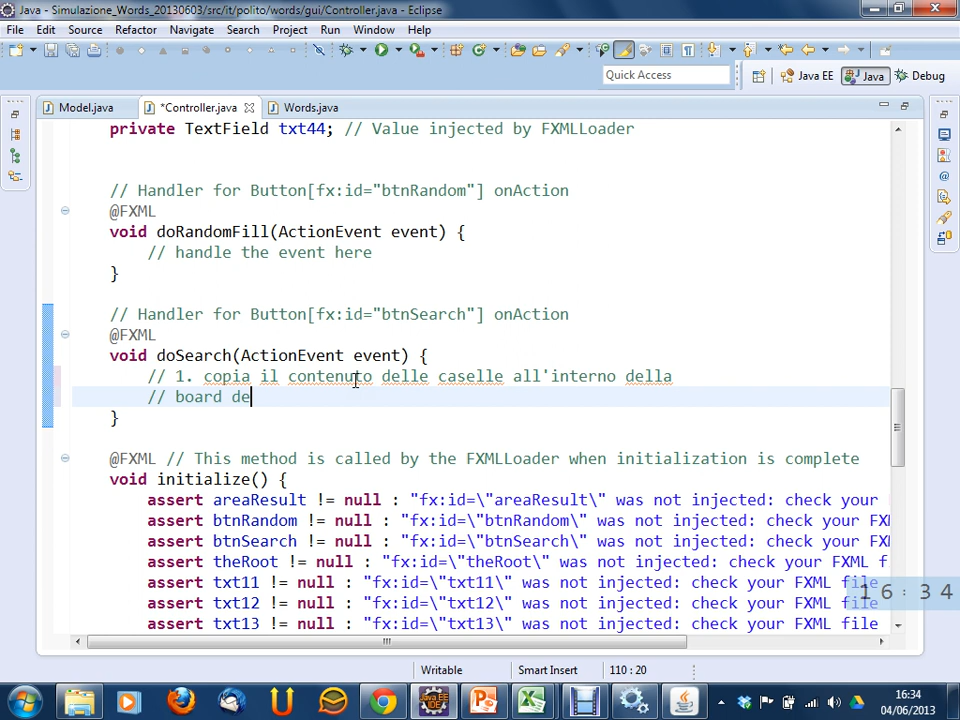 Java - Simulazione_Words_20130603/src/it/polito/words/gui/Controller.java - Eclipse
File Edit Source Refactor Navigate Search Project Run Window Help
Quick Access
Java EE Java Debug
Model.java *Controller.java Words.java
private TextField txt44; // Value injected by FXMLLoader
// Handler for Button[fx:id="btnRandom"] onAction
@FXML
void doRandomFill(ActionEvent event) {
// handle the event here
}
// Handler for Button[fx:id="btnSearch"] onAction
@FXML
void doSearch(ActionEvent event) {
// 1. copia il contenuto delle caselle all'interno della
// board de
}
@FXML // This method is called by the FXMLLoader when initialization is complete
void initialize() {
assert areaResult != null : "fx:id=\"areaResult\" was not injected: check your F
assert btnRandom != null : "fx:id=\"btnRandom\" was not injected: check your FX
assert btnSearch != null : "fx:id=\"btnSearch\" was not injected: check your FX
assert theRoot != null : "fx:id=\"theRoot\" was not injected: check your FXML f
assert txt11 != null : "fx:id=\"txt11\" was not injected: check your FXML file
assert txt12 != null : "fx:id=\"txt12\" was not injected: check your FXML file
assert txt13 != null : "fx:id=\"txt13\" was not injected: check your FXML file
16:34
Writable Smart Insert 110 : 20
16:34
04/06/2013